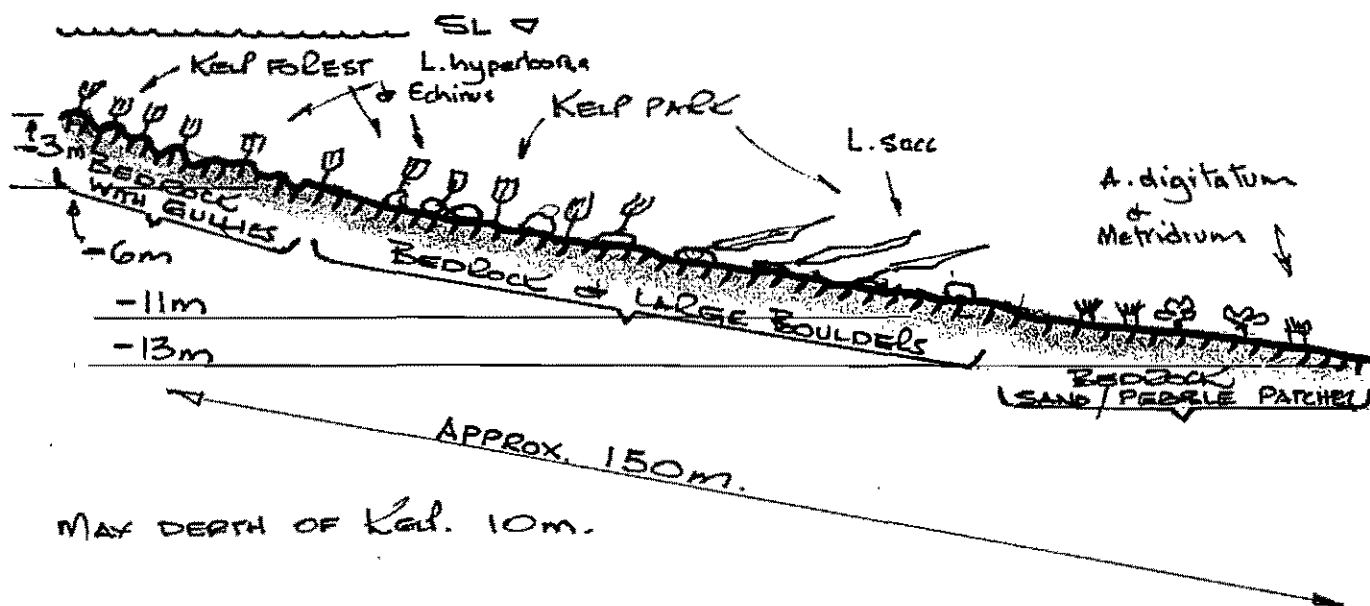 SL
KELP FOREST
L. hyperborea
& Echinus
KELP PARK
L. sacc
A. digitatum
&
Metridium
-3m
BEDROCK
WITH GULLIES
-6m
BEDROCK & LARGE BOULDERS
-11m
-13m
BEDROCK
SAND/PEBBLE PATCHES
APPROX. 150m.
MAX DEPTH OF Kelp. 10m.